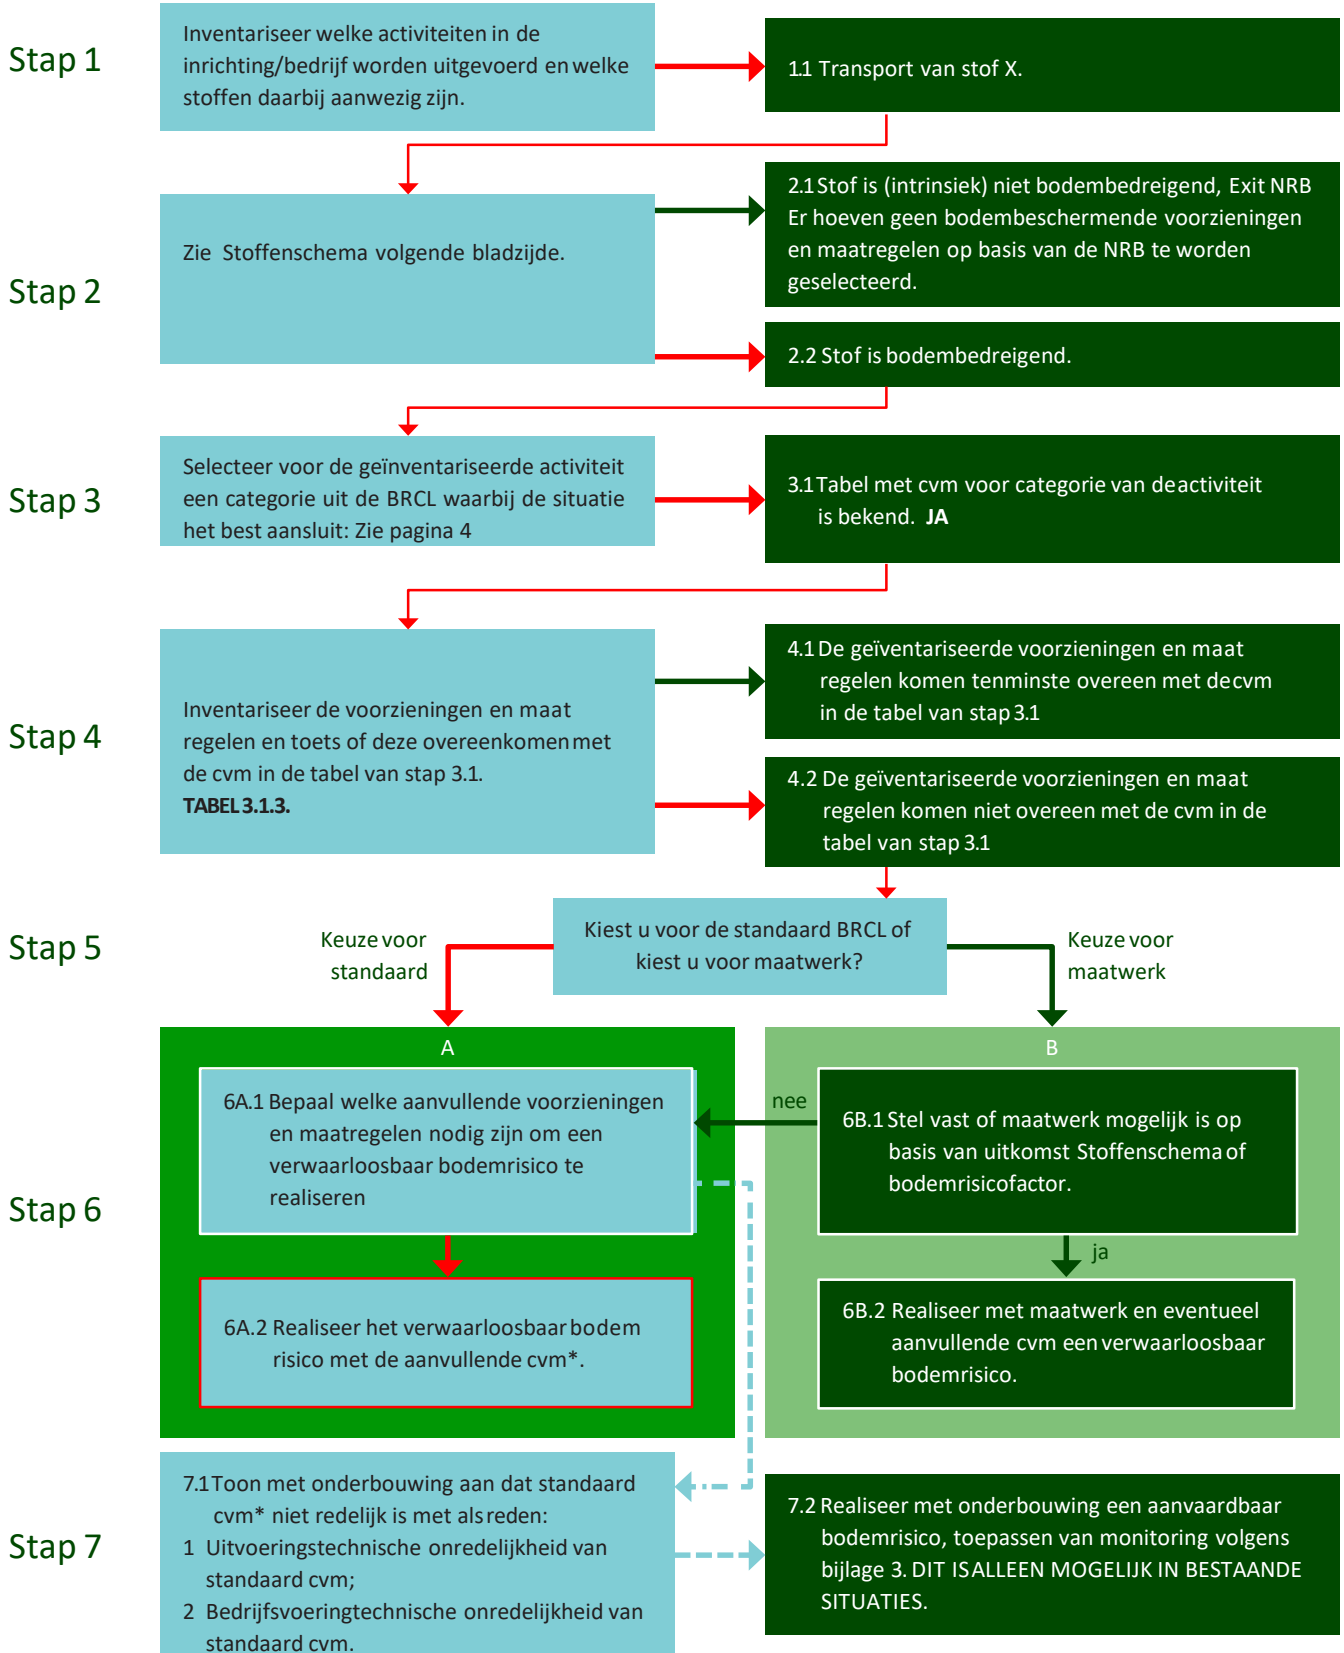 Stap 1
Inventariseer welke activiteiten in de
inrichting/bedrijf worden uitgevoerd en welke
stoffen daarbij aanwezig zijn.
1.1 Transport van stof X.
Stap 2
Zie Stoffenschema volgende bladzijde.
2.1 Stof is (intrinsiek) niet bodembedreigend, Exit NRB
Er hoeven geen bodembeschermende voorzieningen
en maatregelen op basis van de NRB te worden
geselecteerd.
2.2 Stof is bodembedreigend.
Stap 3
Selecteer voor de geïnventariseerde activiteit
een categorie uit de BRCL waarbij de situatie
het best aansluit: Zie pagina 4
3.1 Tabel met cvm voor categorie van de activiteit
is bekend. JA
Stap 4
Inventariseer de voorzieningen en maat
regelen en toets of deze overeenkomen met
de cvm in de tabel van stap 3.1.
TABEL 3.1.3.
4.1 De geïventariseerde voorzieningen en maat
regelen komen tenminste overeen met de cvm
in de tabel van stap 3.1
4.2 De geïventariseerde voorzieningen en maat
regelen komen niet overeen met de cvm in de
tabel van stap 3.1
Stap 5
Keuze voor
standaard
Kiest u voor de standaard BRCL of
kiest u voor maatwerk?
Keuze voor
maatwerk
Stap 6
A
6A.1 Bepaal welke aanvullende voorzieningen
en maatregelen nodig zijn om een
verwaarloosbaar bodemrisico te
realiseren
6A.2 Realiseer het verwaarloosbaar bodem
risico met de aanvullende cvm*.
nee
B
6B.1 Stel vast of maatwerk mogelijk is op
basis van uitkomst Stoffenschema of
bodemrisicofactor.
ja
6B.2 Realiseer met maatwerk en eventueel
aanvullende cvm een verwaarloosbaar
bodemrisico.
Stap 7
7.1 Toon met onderbouwing aan dat standaard
cvm* niet redelijk is met als reden:
1 Uitvoeringstechnische onredelijkheid van
standaard cvm;
2 Bedrijfsvoeringtechnische onredelijkheid van
standaard cvm.
7.2 Realiseer met onderbouwing een aanvaardbaar
bodemrisico, toepassen van monitoring volgens
bijlage 3. DIT IS ALLEEN MOGELIJK IN BESTAANDE
SITUATIES.